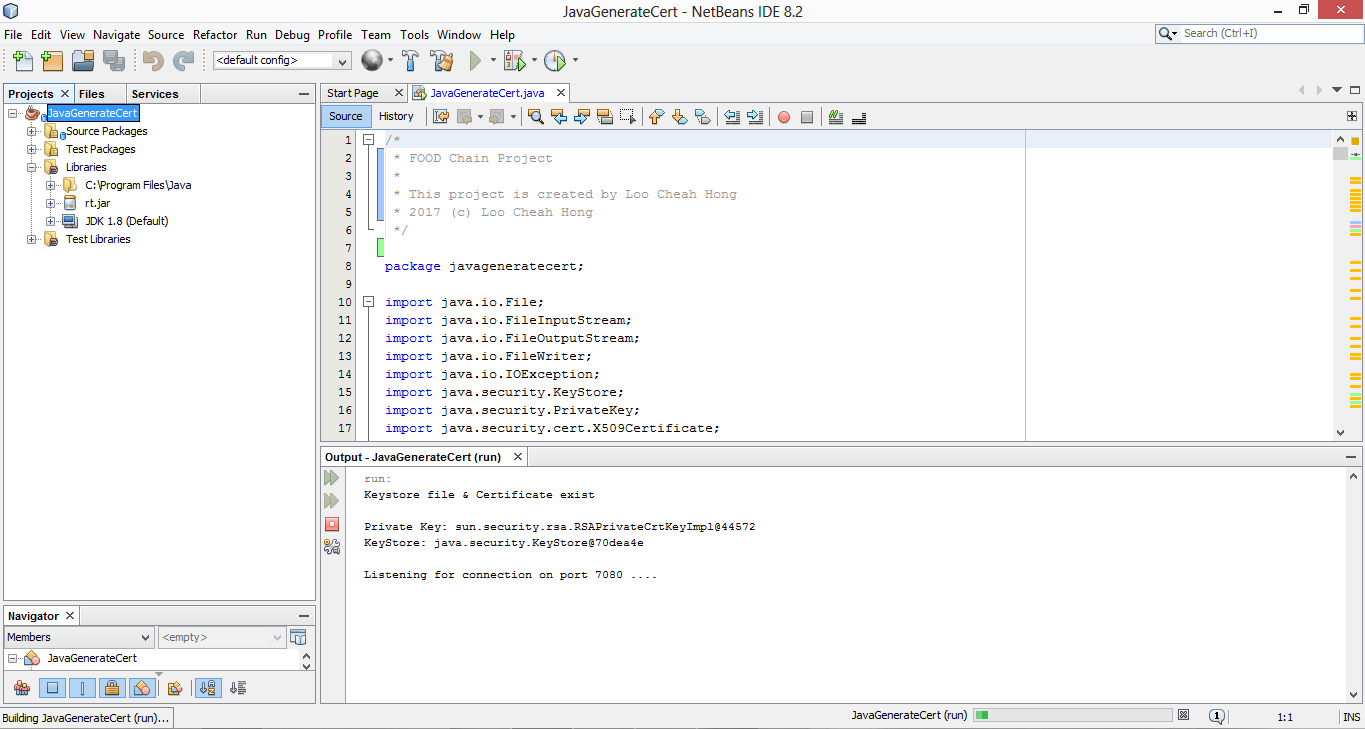 JavaGenerateCert - NetBeans IDE 8.2
File Edit View Navigate Source Refactor Run Debug Profile Team Tools Window Help
Search (Ctrl+I)
<default config>
Projects Files Services
JavaGenerateCert
Source Packages
Test Packages
Libraries
C:\Program Files\Java
rt.jar
JDK 1.8 (Default)
Test Libraries
Start Page JavaGenerateCert.java
Source History
1 /*
2 * FOOD Chain Project
3 *
4 * This project is created by Loo Cheah Hong
5 * 2017 (c) Loo Cheah Hong
6 */
7
8 package javageneratecert;
9
10 import java.io.File;
11 import java.io.FileInputStream;
12 import java.io.FileOutputStream;
13 import java.io.FileWriter;
14 import java.io.IOException;
15 import java.security.KeyStore;
16 import java.security.PrivateKey;
17 import java.security.cert.X509Certificate;
Output - JavaGenerateCert (run)
run:
Keystore file & Certificate exist
Private Key: sun.security.rsa.RSAPrivateCrtKeyImpl@44572
KeyStore: java.security.KeyStore@70dea4e
Listening for connection on port 7080 ....
Navigator
Members <empty>
JavaGenerateCert
Building JavaGenerateCert (run)...
JavaGenerateCert (run)
1
1:1
INS